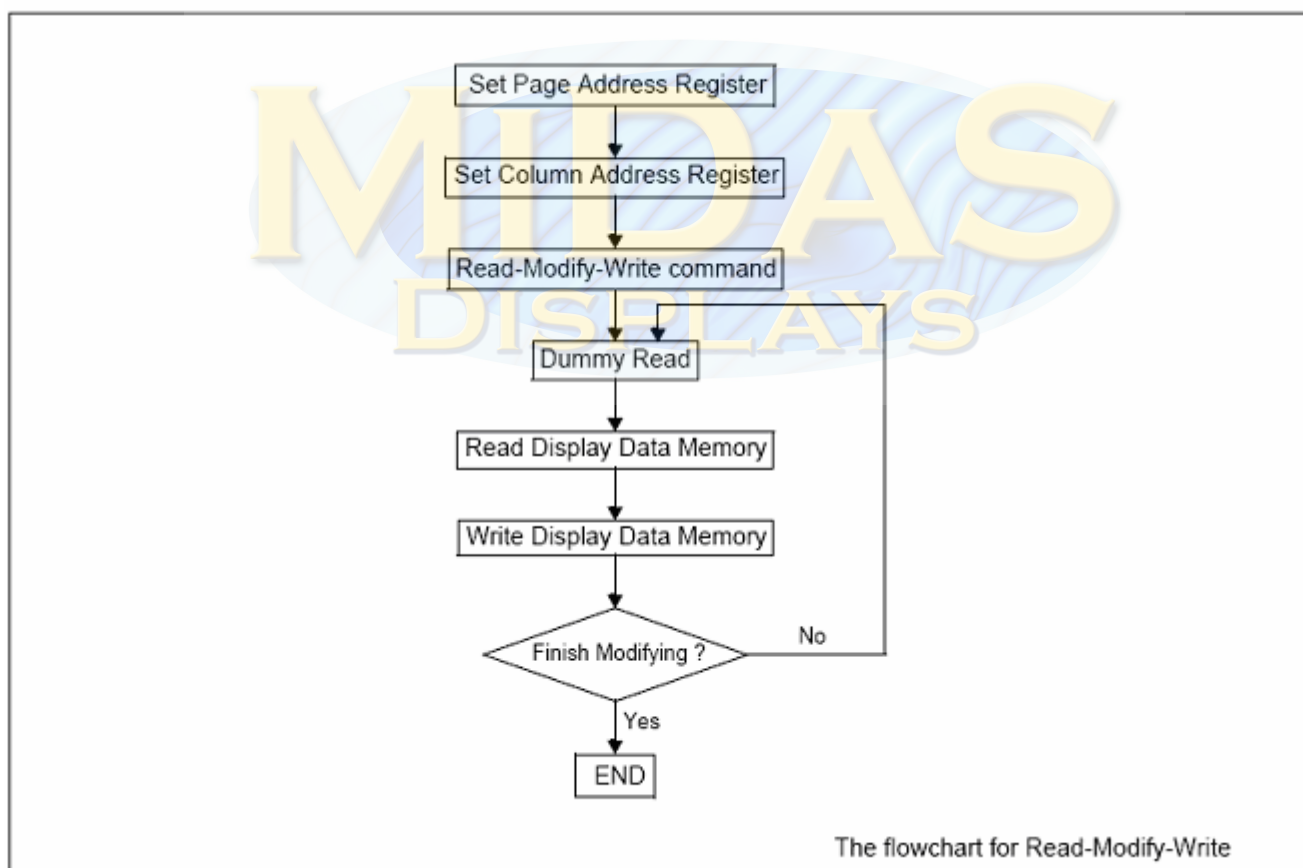 MIDAS
DISPLAYS
Set Page Address Register
Set Column Address Register
Read-Modify-Write command
Dummy Read
Read Display Data Memory
Write Display Data Memory
Finish Modifying ?
No
Yes
END
The flowchart for Read-Modify-Write